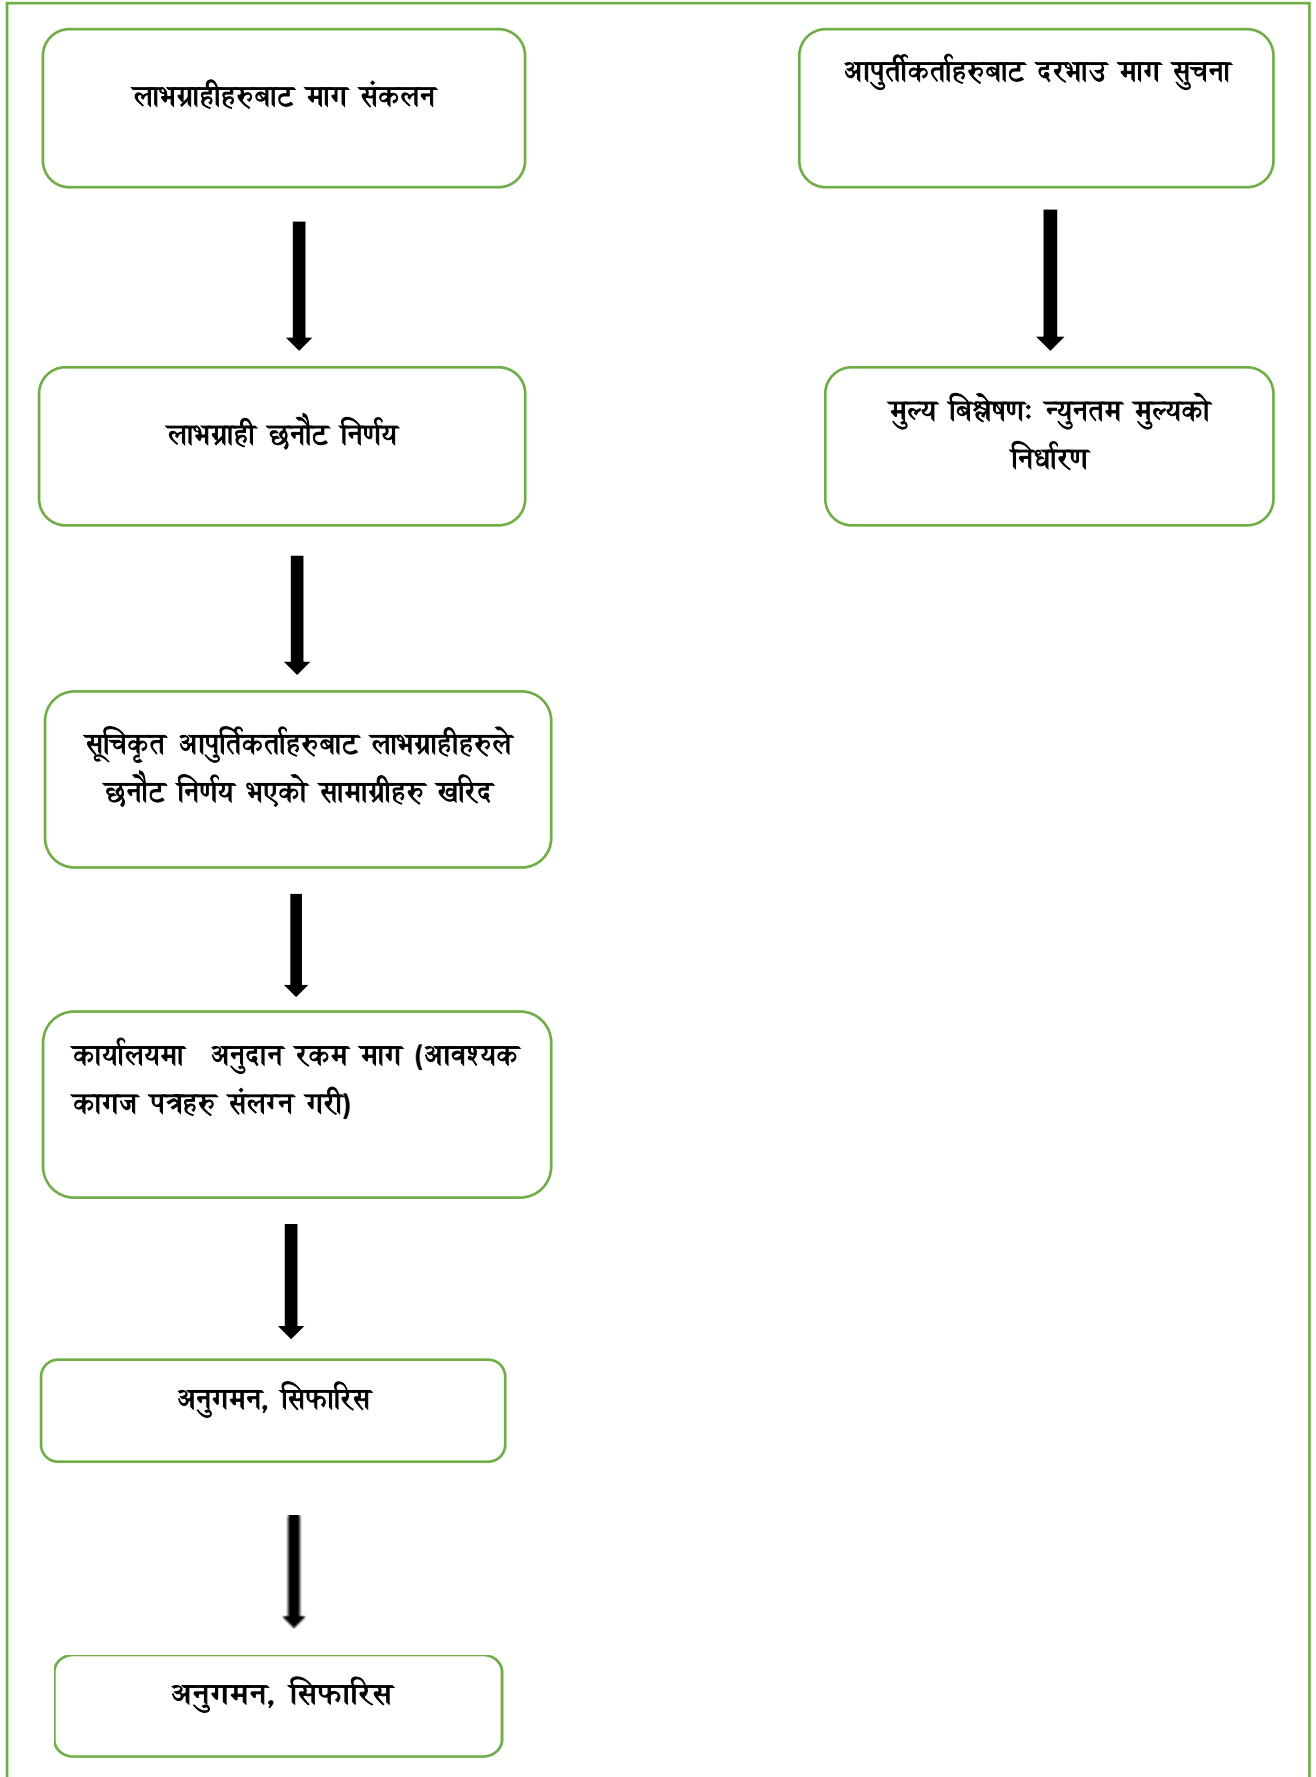 लाभग्राहीहरुबाट माग संकलन
आपुर्तीकर्ताहरुबाट दरभाउ माग सुचना
लाभग्राही छनौट निर्णय
मुल्य बिश्लेषणः न्युनतम मुल्यको
निर्धारण
सूचिकृत आपुर्तिकर्ताहरुबाट लाभग्राहीहरुले
छनौट निर्णय भएको सामाग्रीहरु खरिद
कार्यालयमा अनुदान रकम माग (आवश्यक
कागज पत्रहरु संलग्न गरी)
अनुगमन, सिफारिस
अनुगमन, सिफारिस